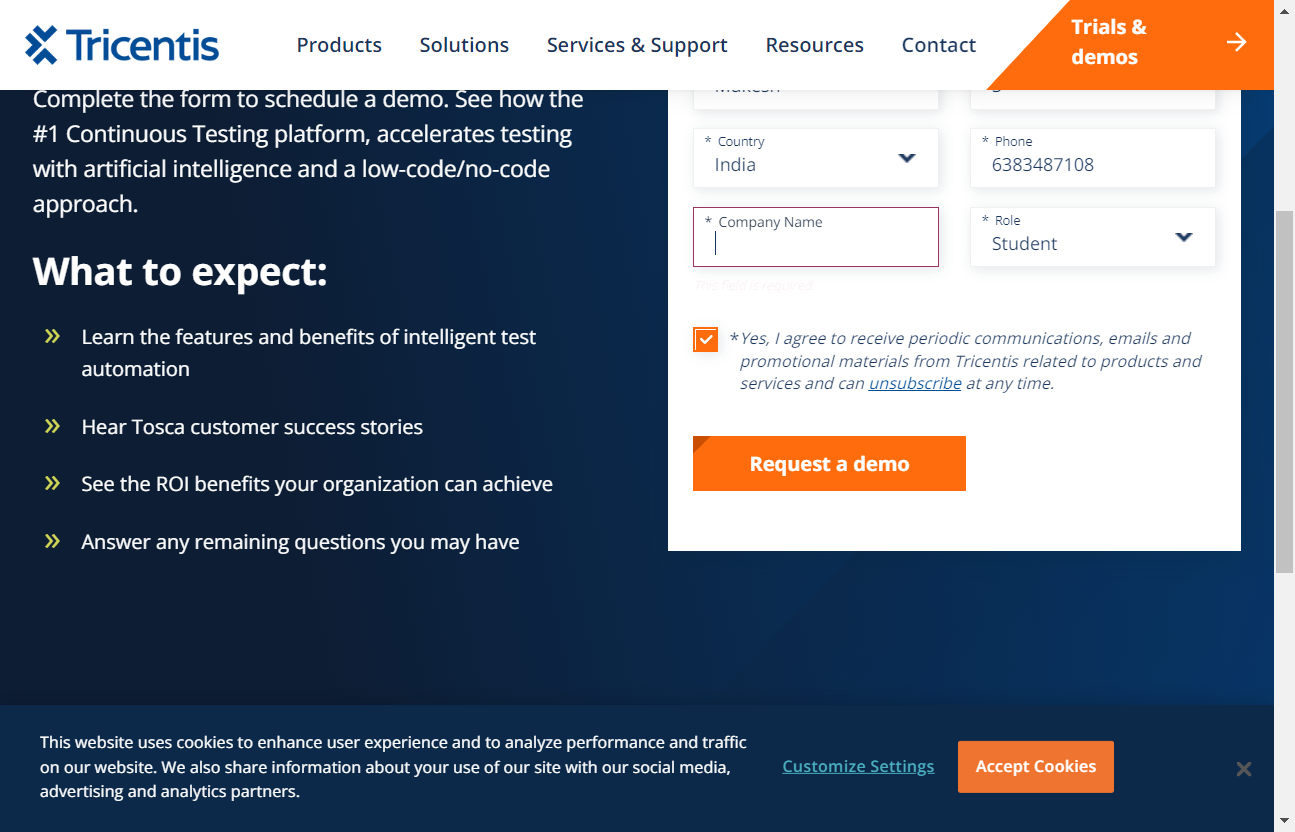 Tricentis
Products
Solutions
Services & Support
Resources
Contact
Trials &
demos
Complete the form to schedule a demo. See how the
#1 Continuous Testing platform, accelerates testing
with artificial intelligence and a low-code/no-code
approach.
What to expect:
Learn the features and benefits of intelligent test
automation
Hear Tosca customer success stories
See the ROI benefits your organization can achieve
Answer any remaining questions you may have
* Country
India
* Phone
6383487108
* Company Name
* Role
Student
This field is required.
*Yes, I agree to receive periodic communications, emails and
promotional materials from Tricentis related to products and
services and can unsubscribe at any time.
Request a demo
This website uses cookies to enhance user experience and to analyze performance and traffic
on our website. We also share information about your use of our site with our social media,
advertising and analytics partners.
Customize Settings
Accept Cookies